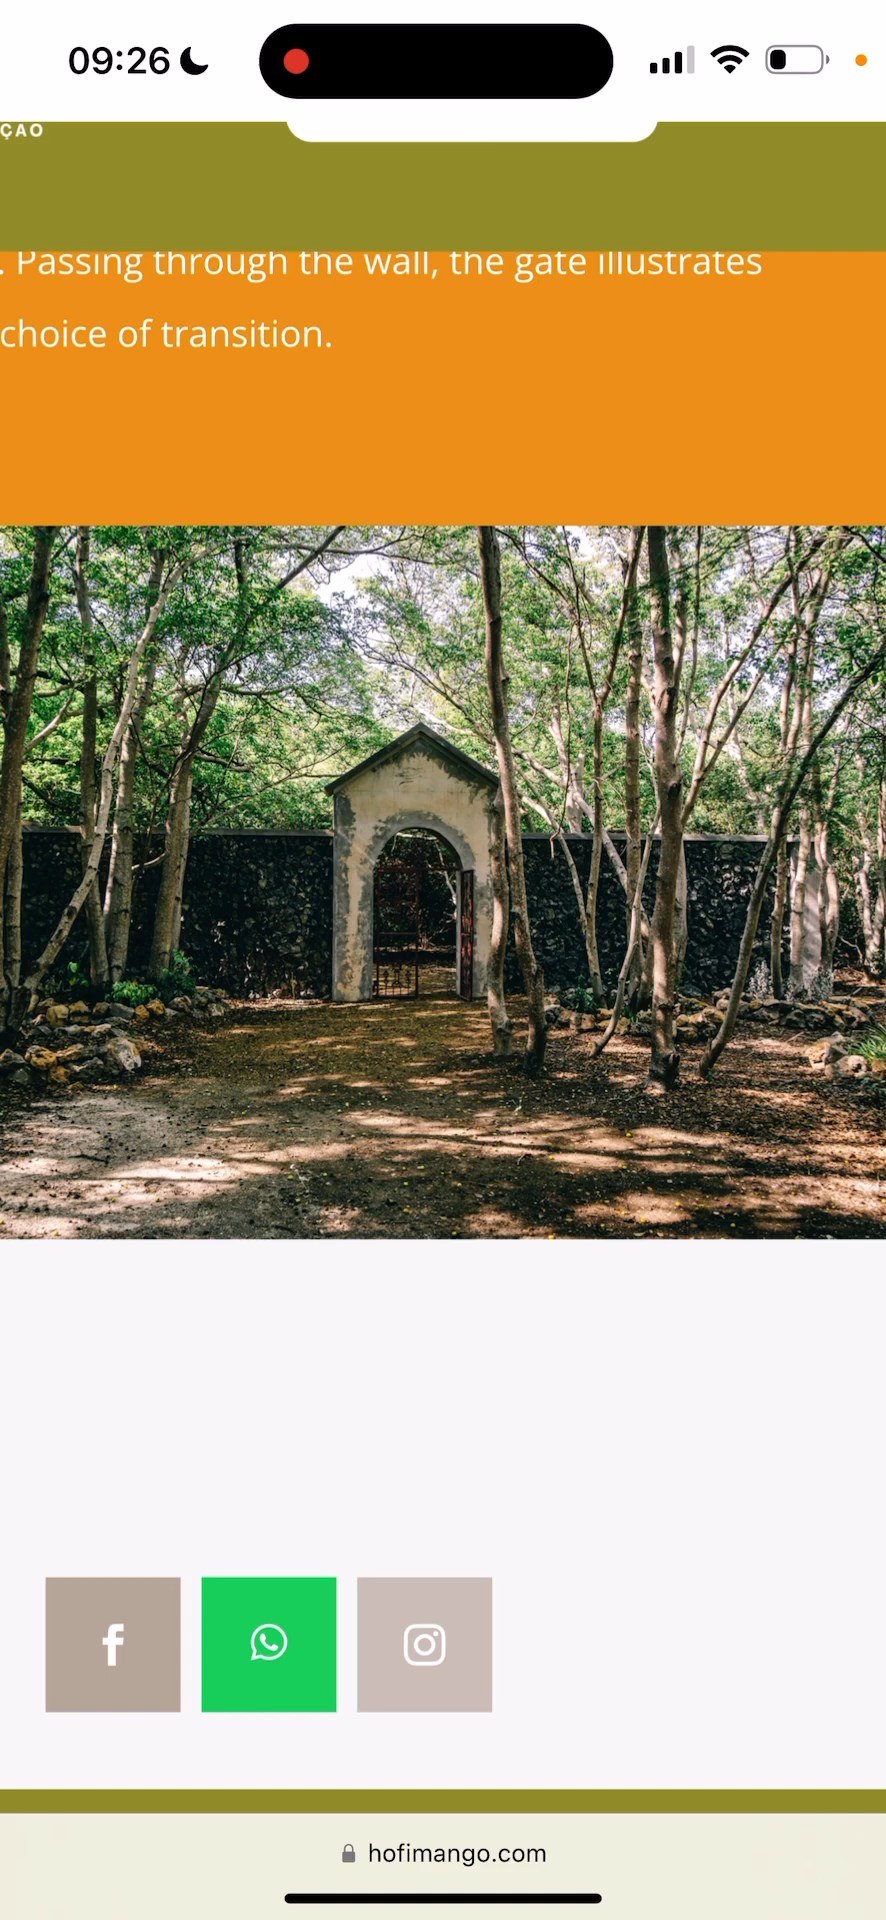 09:26
ÇAO
. Passing through the wall, the gate illustrates
choice of transition.
hofimango.com